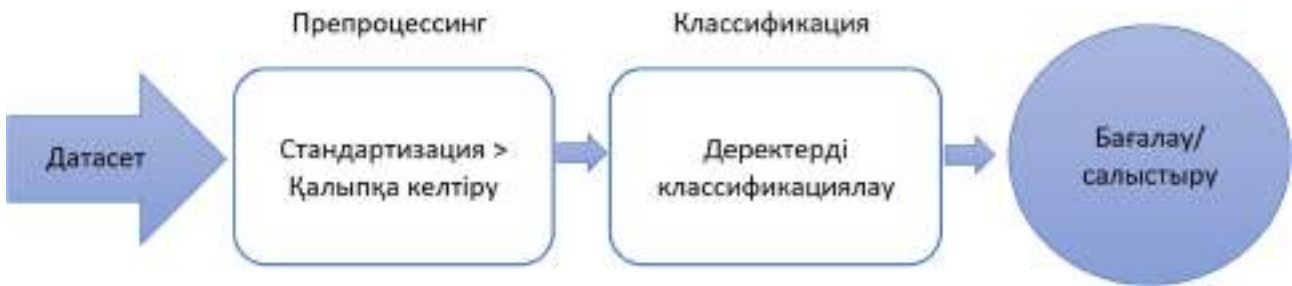 Препроцессинг
Классификация
Датасет
Стандартизация >
Қалыпқа келтіру
Деректерді
классификациялау
Бағалау/
салыстыру